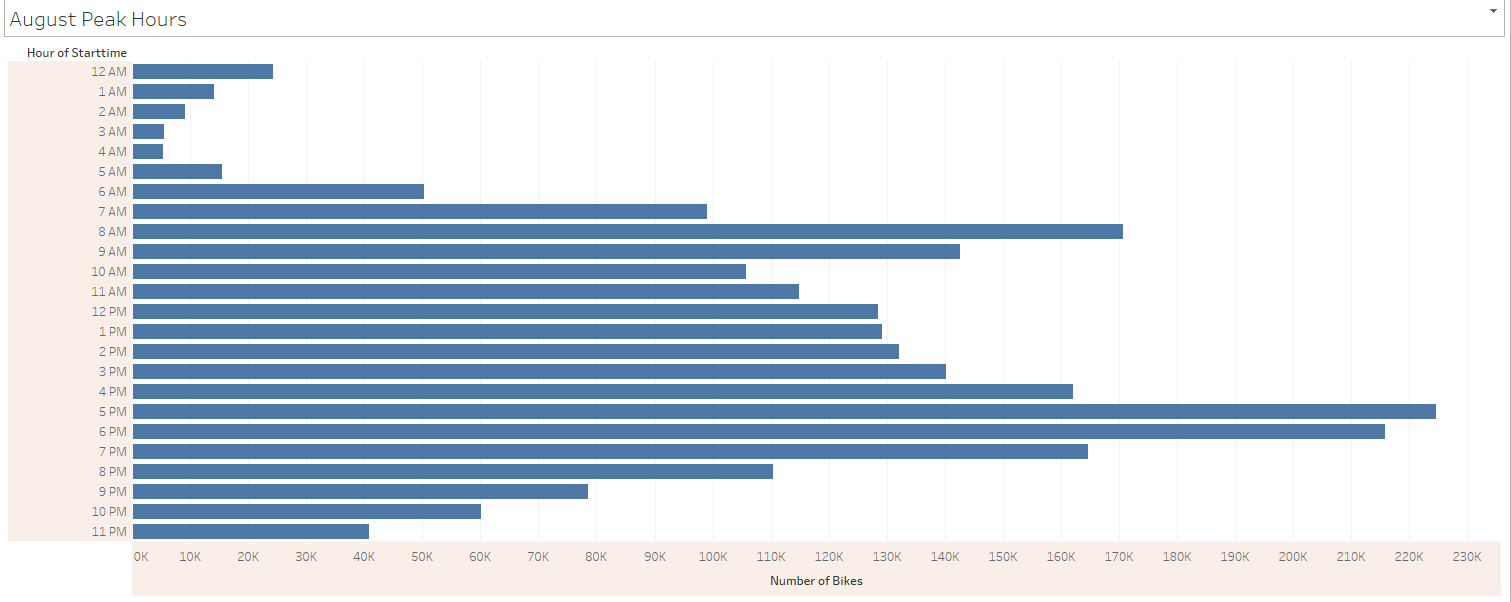 August Peak Hours
Hour of Starttime
12 AM
1 AM
2 AM
3 AM
4 AM
5 AM
6 AM
7 AM
8 AM
9 AM
10 AM
11 AM
12 PM
1 PM
2 PM
3 PM
4 PM
5 PM
6 PM
7 PM
8 PM
9 PM
10 PM
11 PM
0K 10K 20K 30K 40K 50K 60K 70K 80K 90K 100K 110K 120K 130K 140K 150K 160K 170K 180K 190K 200K 210K 220K 230K
Number of Bikes